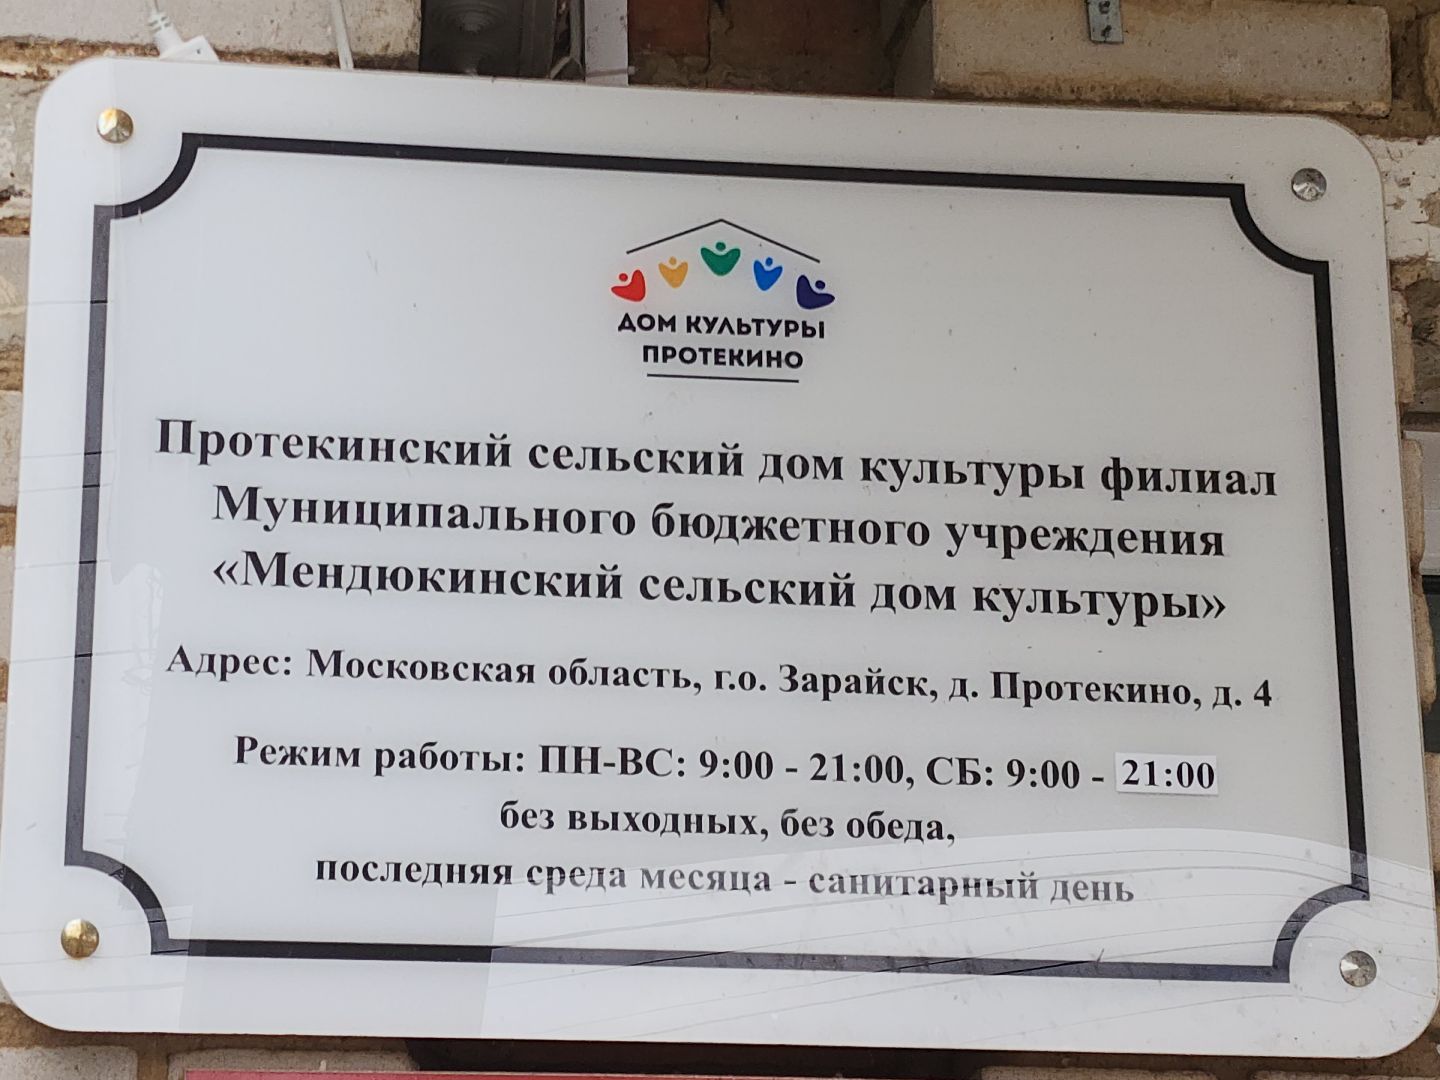 ДОМ КУЛЬТУРЫ
ПРОТЕКИНО
Протекинский сельский дом культуры филиал
Муниципального бюджетного учреждения
«Мендюкинский сельский дом культуры»
Адрес: Московская область, г.о. Зарайск, д. Протекино, д. 4
Режим работы: ПН-ВС: 9:00 - 21:00, СБ: 9:00 - 21:00
без выходных, без обеда,
последняя среда месяца - санитарный день